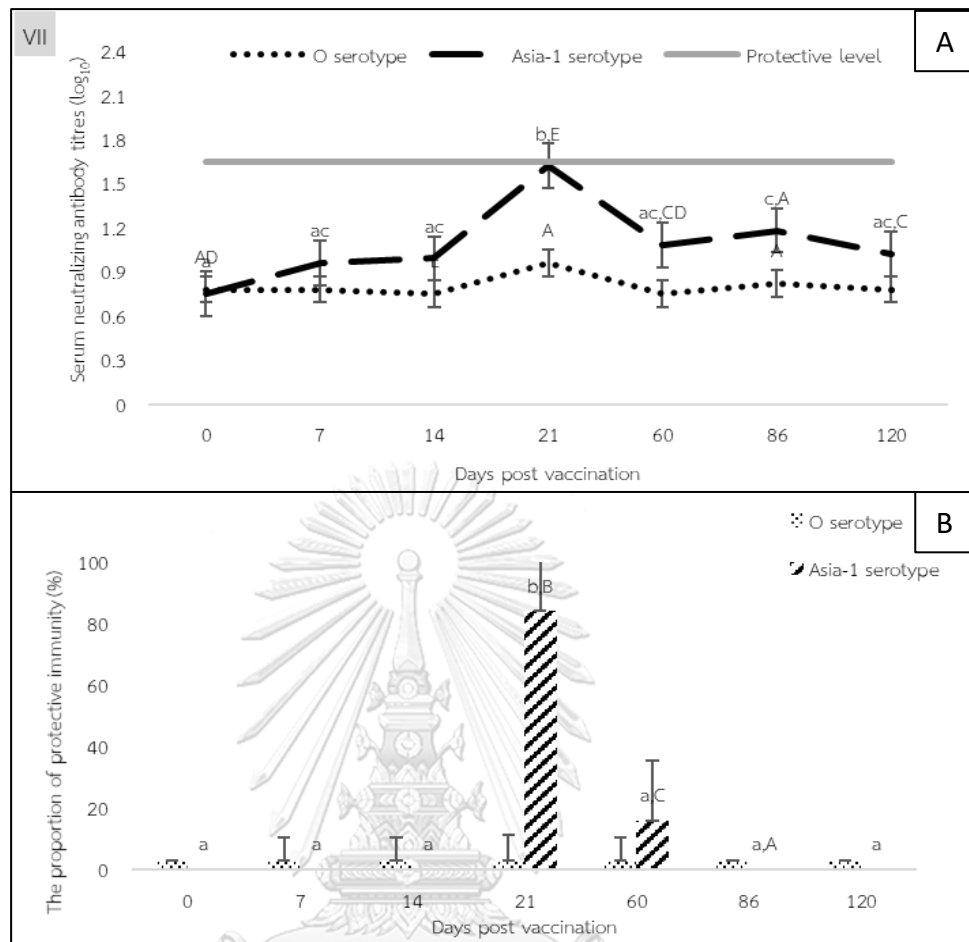 VII
A
O serotype
Asia-1 serotype
Protective level
Serum neutralizing antibody titres (log10)
2.4
2.1
1.8
1.5
1.2
0.9
0.6
0.3
0
b,E
A
AD
a
ac
ac
ac,CD
c,A
A
ac,C
0 7 14 21 60 86 120
Days post vaccination
B
O serotype
Asia-1 serotype
The proportion of protective immunity (%)
100
80
60
40
20
0
a
a
a
b,B
a,C
a,A
a
0 7 14 21 60 86 120
Days post vaccination